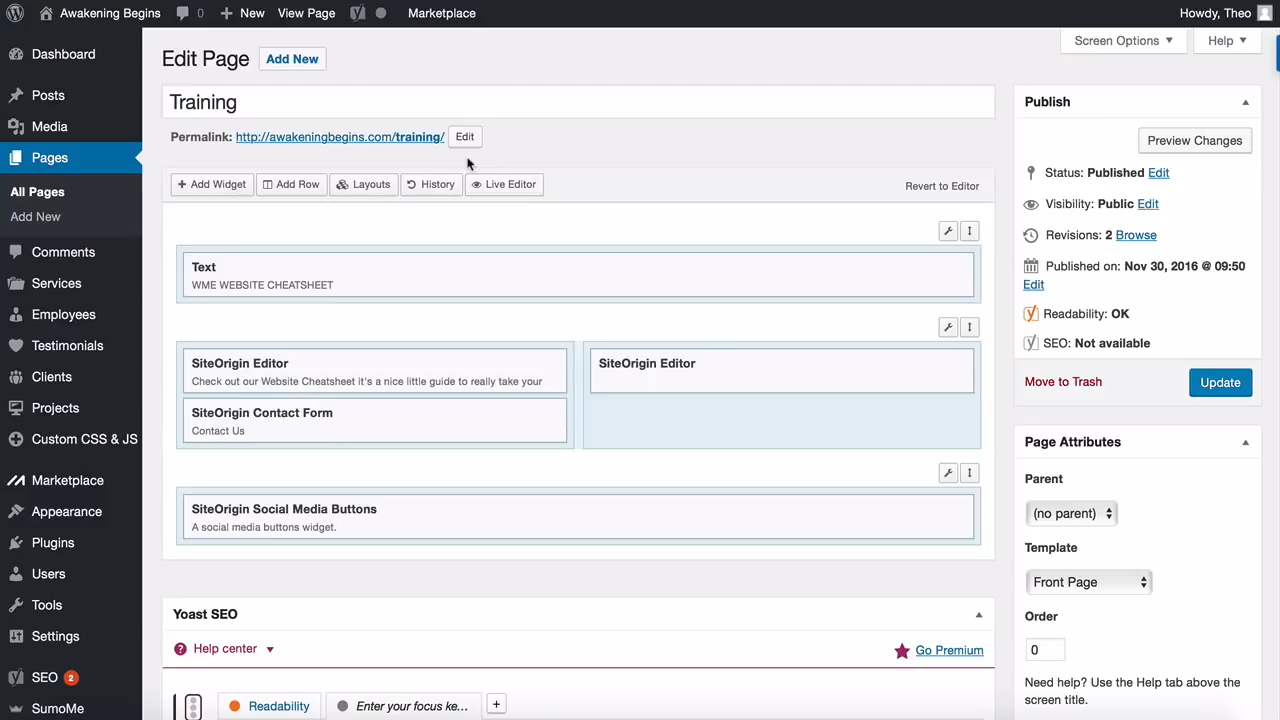 Awakening Begins 0 New View Page Marketplace Howdy, Theo
Dashboard
Posts
Media
Pages
All Pages
Add New
Comments
Services
Employees
Testimonials
Clients
Projects
Custom CSS & JS
Marketplace
Appearance
Plugins
Users
Tools
Settings
SEO 2
SumoMe
Screen Options Help
Edit Page Add New
Training
Permalink: http://awakeningbegins.com/training/ Edit
Add Widget Add Row Layouts History Live Editor Revert to Editor
Text
WME WEBSITE CHEATSHEET
SiteOrigin Editor
Check out our Website Cheatsheet it's a nice little guide to really take your
SiteOrigin Contact Form
Contact Us
SiteOrigin Editor
SiteOrigin Social Media Buttons
A social media buttons widget.
Yoast SEO
Help center Go Premium
Readability Enter your focus ke... +
Publish
Preview Changes
Status: Published Edit
Visibility: Public Edit
Revisions: 2 Browse
Published on: Nov 30, 2016 @ 09:50
Edit
Readability: OK
SEO: Not available
Move to Trash Update
Page Attributes
Parent
(no parent)
Template
Front Page
Order
0
Need help? Use the Help tab above the
screen title.